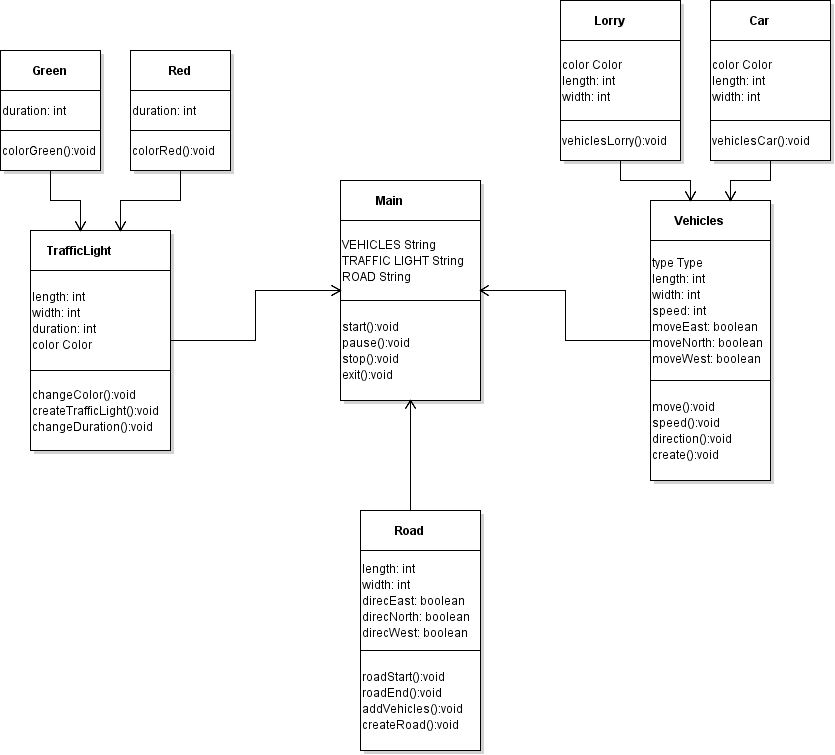 Green
duration: int
colorGreen():void
Red
duration: int
colorRed():void
Lorry
color Color
length: int
width: int
vehiclesLorry():void
Car
color Color
length: int
width: int
vehiclesCar():void
TrafficLight
length: int
width: int
duration: int
color Color
changeColor():void
createTrafficLight():void
changeDuration():void
Main
VEHICLES String
TRAFFIC LIGHT String
ROAD String
start():void
pause():void
stop():void
exit():void
Vehicles
type Type
length: int
width: int
speed: int
moveEast: boolean
moveNorth: boolean
moveWest: boolean
move():void
speed():void
direction():void
create():void
Road
length: int
width: int
direcEast: boolean
direcNorth: boolean
direcWest: boolean
roadStart():void
roadEnd():void
addVehicles():void
createRoad():void